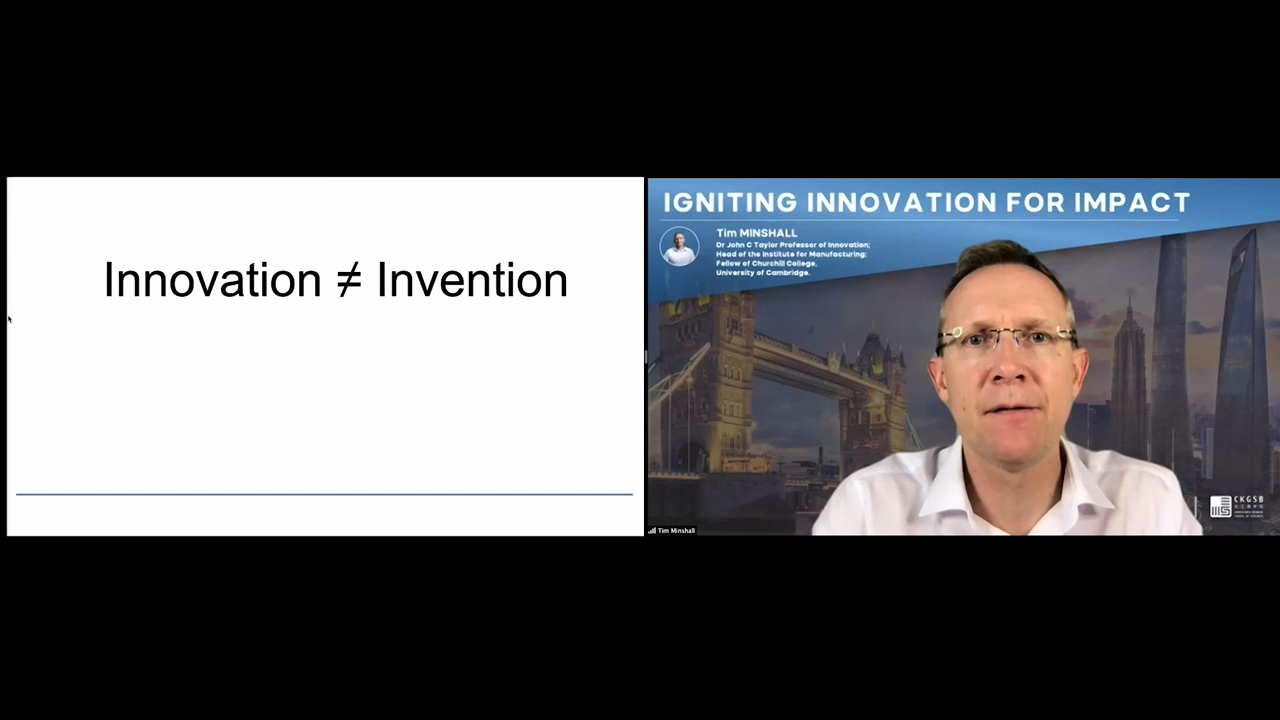 Innovation ≠ Invention
IGNITING INNOVATION FOR IMPACT
Tim MINSHALL
Dr John C Taylor Professor of Innovation;
Head of the Institute for Manufacturing;
Fellow of Churchill College,
University of Cambridge.
CKGSB
Tim Minshall